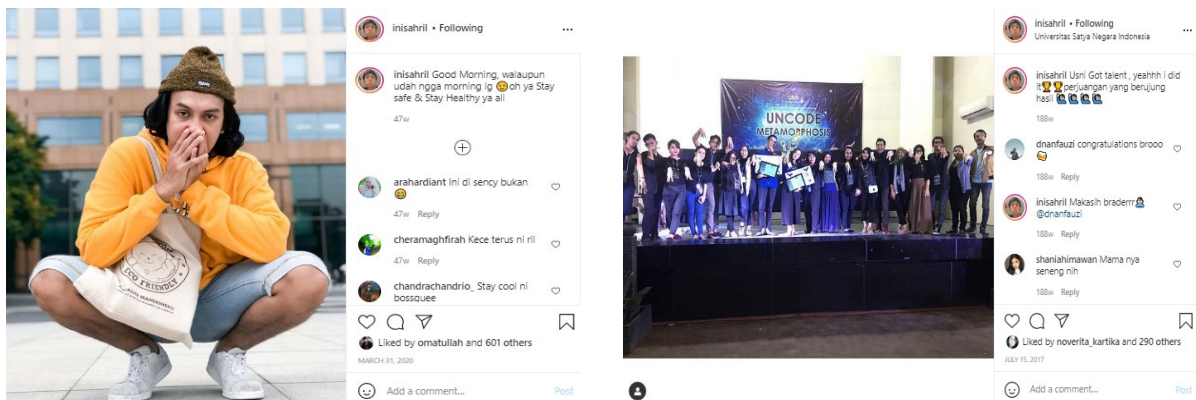 inisahril • Following
inisahril Good Morning, walaupun
udah ngga morning lg 😥oh ya Stay
safe & Stay Healthy ya all
47w
arahardiant Ini di sency bukan
47w Reply
cheramaghfirah Kece terus ni ril
47w Reply
chandrachandrio_ Stay cool ni
bossquee
Liked by omatullah and 601 others
MARCH 31, 2020
Add a comment... Post
ECO FRIENDLY
inisahril • Following
Universitas Satya Negara Indonesia
inisahril Usni Got talent , yeahhh i did
it🏆🏆perjuangan yang berujung
hasil
188w
dnanfauzi congratulations brooo
188w Reply
inisahril Makasih braderrr
@dnanfauzi
188w Reply
shaniahimawan Mama nya
seneng nih
188w Reply
Liked by noverita_kartika and 290 others
JULY 15, 2017
Add a comment... Post
UNCODE
METAMORPHOSIS